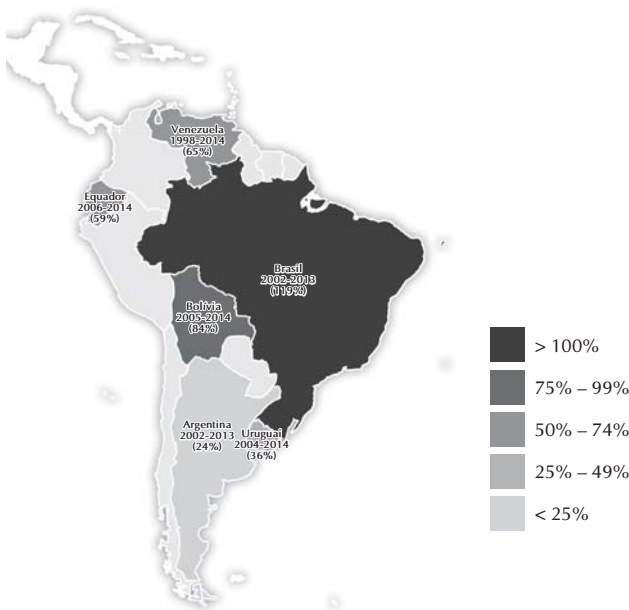 Venezuela
1998-2014
(65%)
Equador
2006-2014
(59%)
Brasil
2002-2013
(119%)
Bolívia
2005-2014
(84%)
Argentina
2002-2013
(24%)
Uruguai
2004-2014
(36%)
> 100%
75% – 99%
50% – 74%
25% – 49%
< 25%